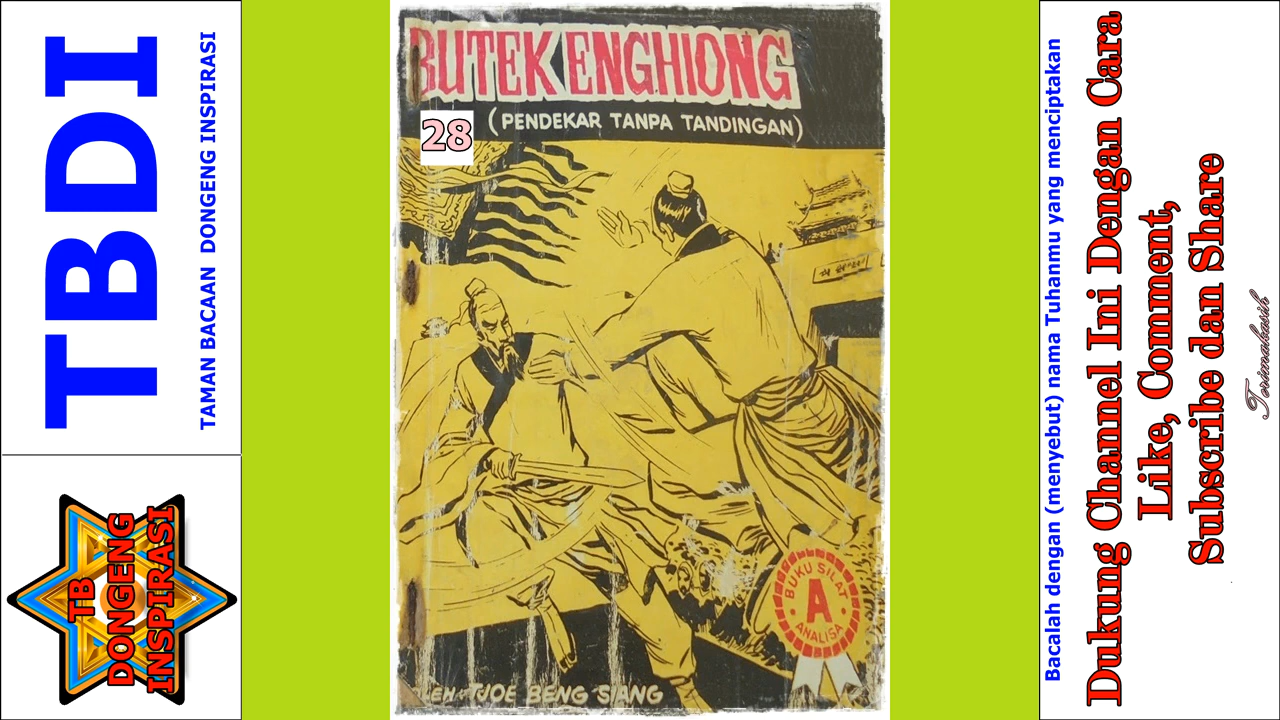 TBDI
TAMAN BACAAN DONGENG INSPIRASI
TB
DONGENG
INSPIRASI
BUTEK ENGHIONG
(PENDEKAR TANPA TANDINGAN)
28
BUKU SILAT
A
ANALISA
TJOE BENG SIANG
Bacalah dengan (menyebut) nama Tuhanmu yang menciptakan
Dukung Channel Ini Dengan Cara
Like, Comment,
Subscribe dan Share
Terimakasih